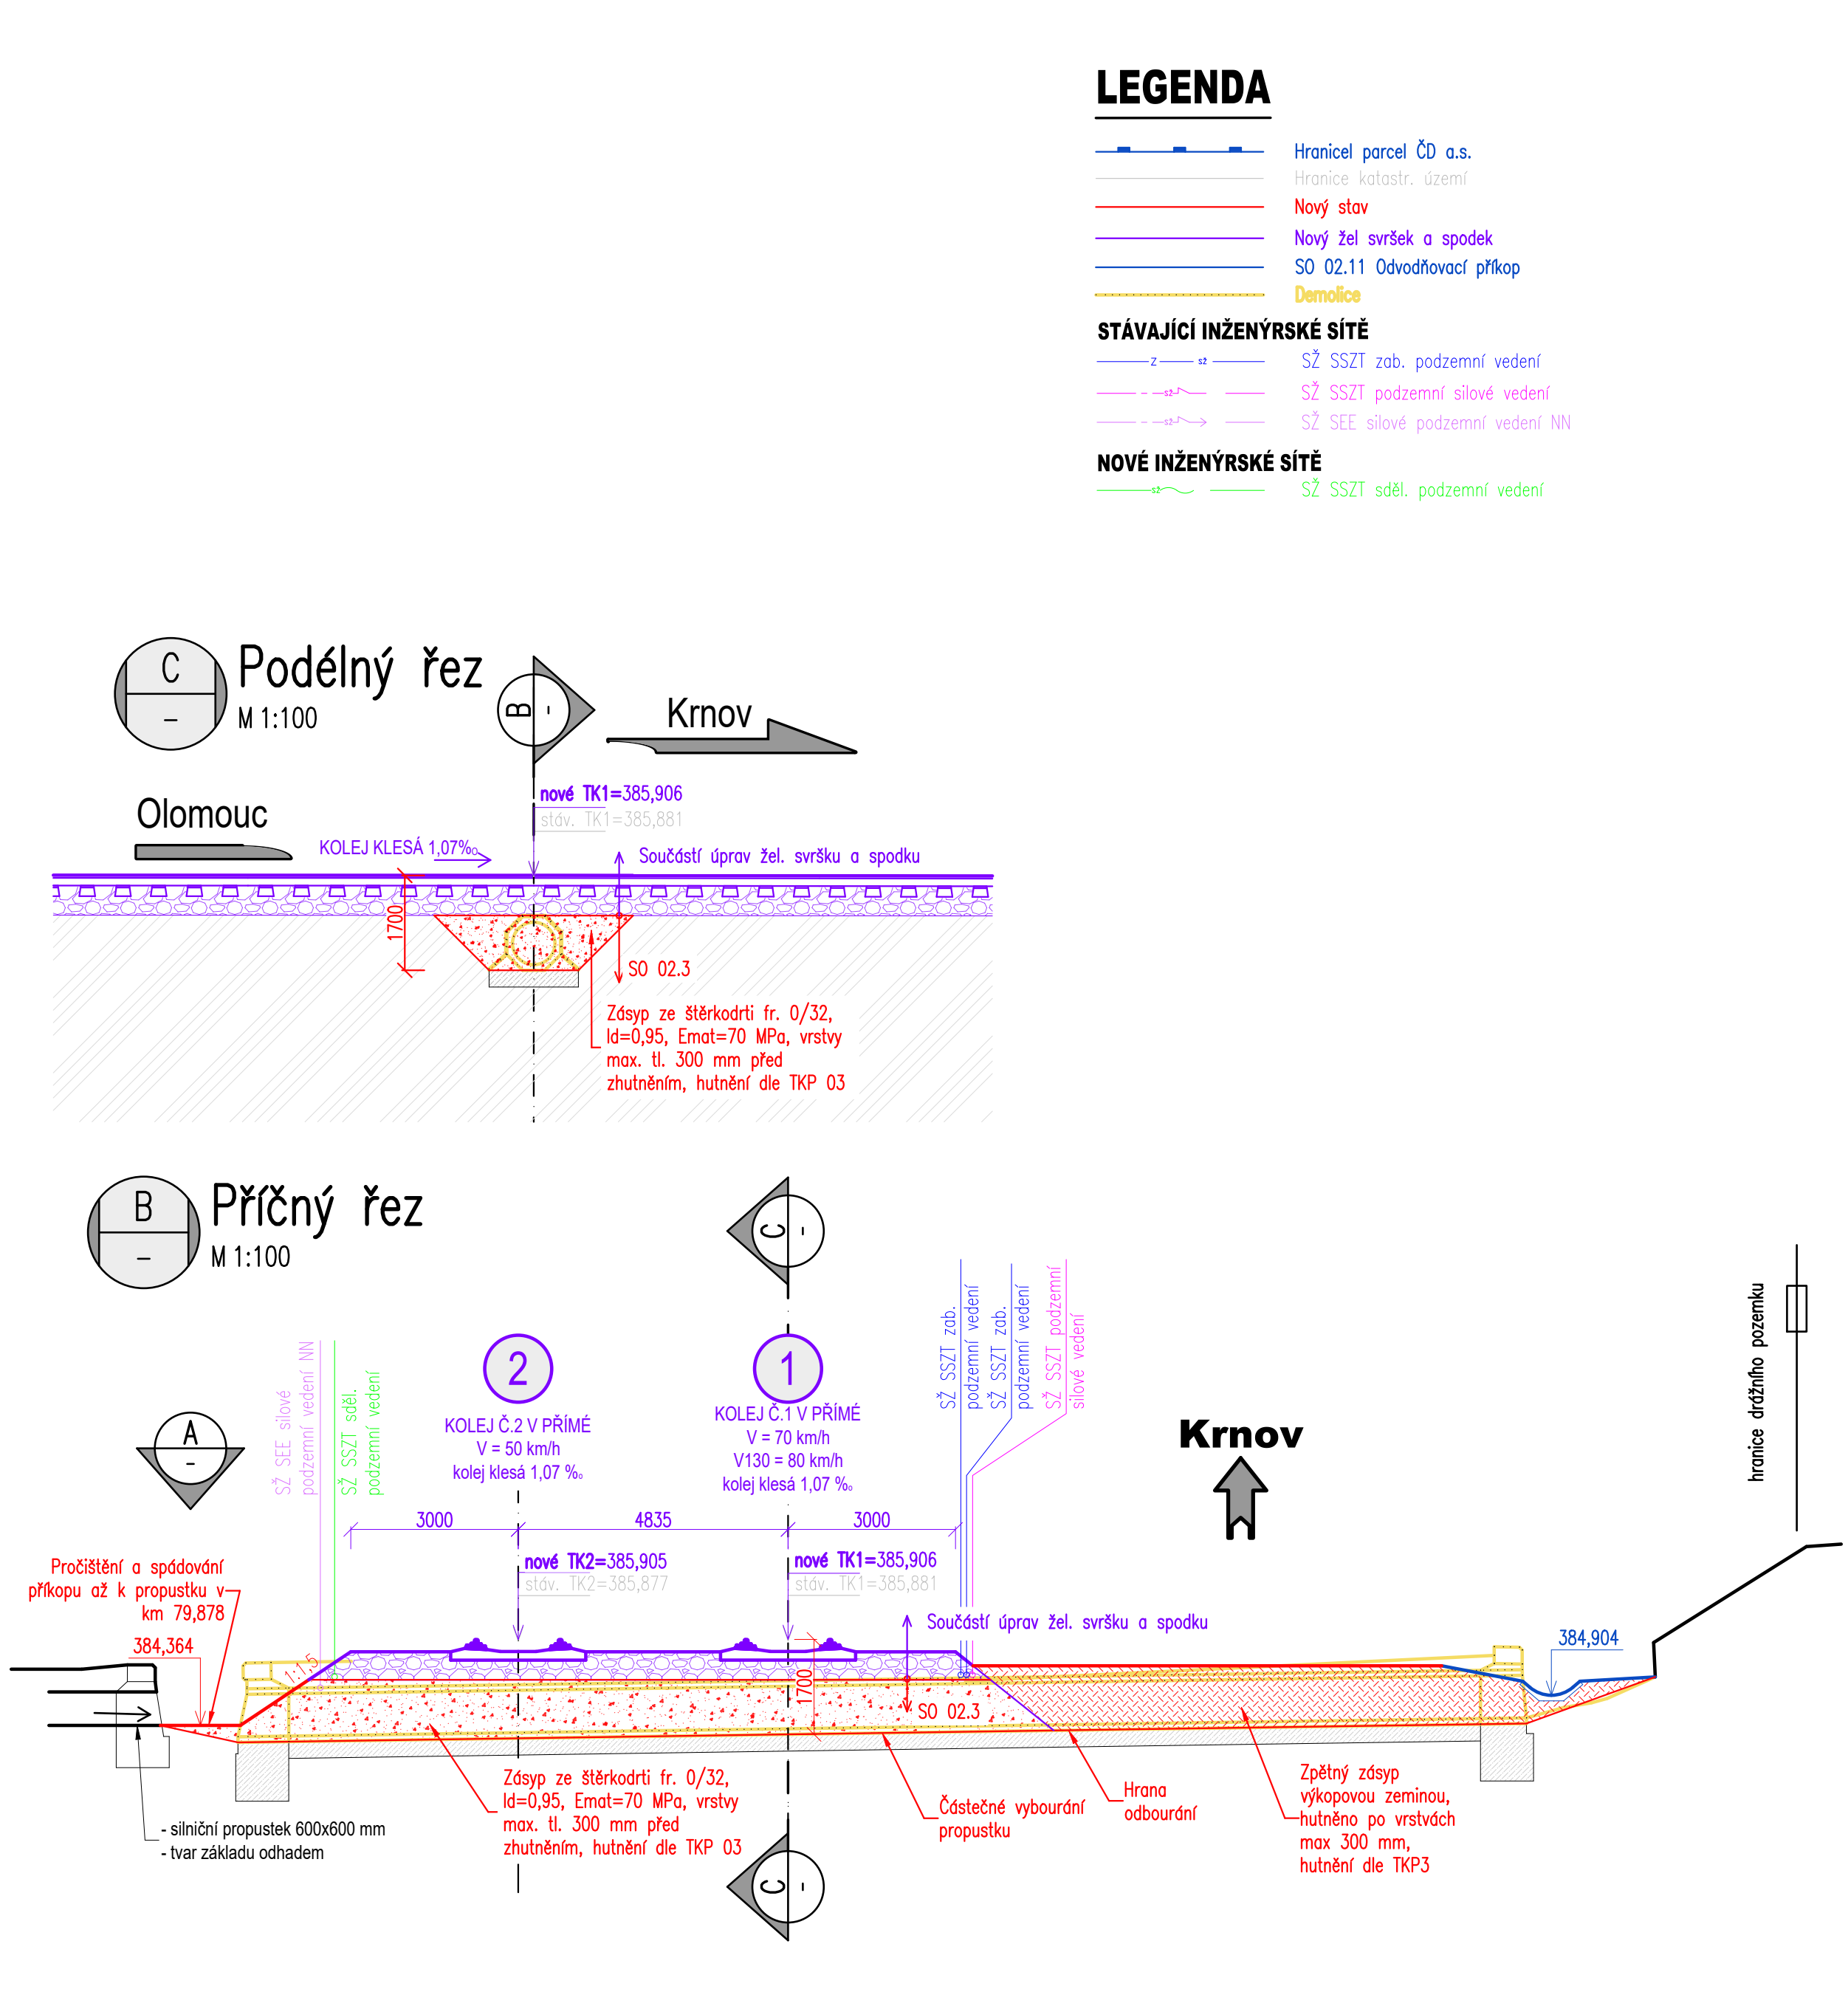 LEGENDA
Hranicel parcel ČD a.s.
Hranice katastr. území
Nový stav
Nový žel svršek a spodek
SO 02.11 Odvodňovací příkop
Demolice
STÁVAJÍCÍ INŽENÝRSKÉ SÍTĚ
Z sž SŽ SSZT zab. podzemní vedení
sž SŽ SSZT podzemní silové vedení
sž SŽ SEE silové podzemní vedení NN
NOVÉ INŽENÝRSKÉ SÍTĚ
sž SŽ SSZT sděl. podzemní vedení
C
–
Podélný řez
M 1:100
B
–
Krnov
Olomouc
nové TK1=385,906
stáv. TK1=385,881
KOLEJ KLESÁ 1,07‰
Součástí úprav žel. svršku a spodku
1700
SO 02.3
Zásyp ze štěrkodrti fr. 0/32,
Id=0,95, Emat=70 MPa, vrstvy
max. tl. 300 mm před
zhutněním, hutnění dle TKP 03
B
–
Příčný řez
M 1:100
C
–
SŽ SSZT zab.
podzemní vedení
SŽ SSZT zab.
podzemní vedení
SŽ SSZT podzemní
silové vedení
hranice drážního pozemku
SŽ SEE silové
podzemní vedení NN
SŽ SSZT sděl.
podzemní vedení
2
KOLEJ Č.2 V PŘÍMÉ
V = 50 km/h
kolej klesá 1,07 ‰
1
KOLEJ Č.1 V PŘÍMÉ
V = 70 km/h
V130 = 80 km/h
kolej klesá 1,07 ‰
A
–
Krnov
3000
4835
3000
nové TK2=385,905
stáv. TK2=385,877
nové TK1=385,906
stáv. TK1=385,881
Pročištění a spádování
příkopu až k propustku v
km 79,878
384,364
1:1,5
1700
Součástí úprav žel. svršku a spodku
SO 02.3
384,904
Zásyp ze štěrkodrti fr. 0/32,
Id=0,95, Emat=70 MPa, vrstvy
max. tl. 300 mm před
zhutněním, hutnění dle TKP 03
Částečné vybourání
propustku
Hrana
odbourání
Zpětný zásyp
výkopovou zeminou,
hutněno po vrstvách
max 300 mm,
hutnění dle TKP3
- silniční propustek 600x600 mm
- tvar základu odhadem
C
–